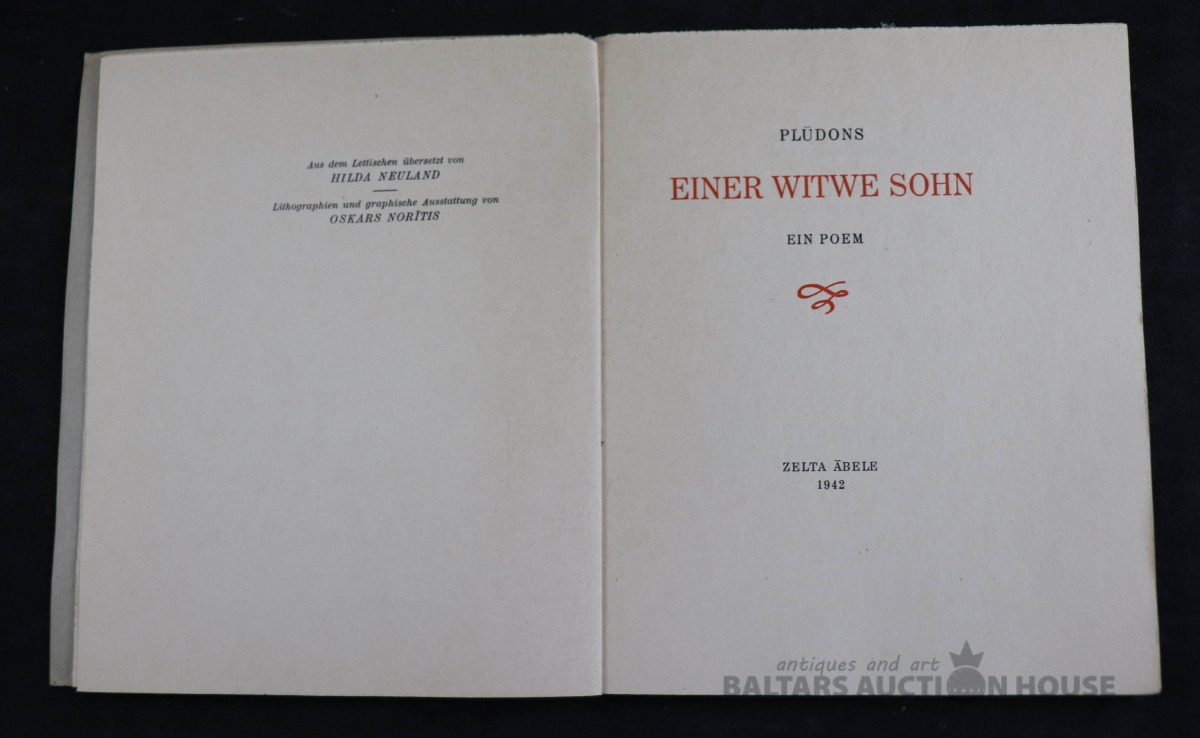 Aus dem Lettischen übersetzt von
HILDA NEULAND
Lithographien und graphische Ausstattung von
OSKARS NORĪTIS
PLŪDONS
EINER WITWE SOHN
EIN POEM
ZELTA ĀBELE
1942
antiques and art
BALTARS AUCTION HOUSE